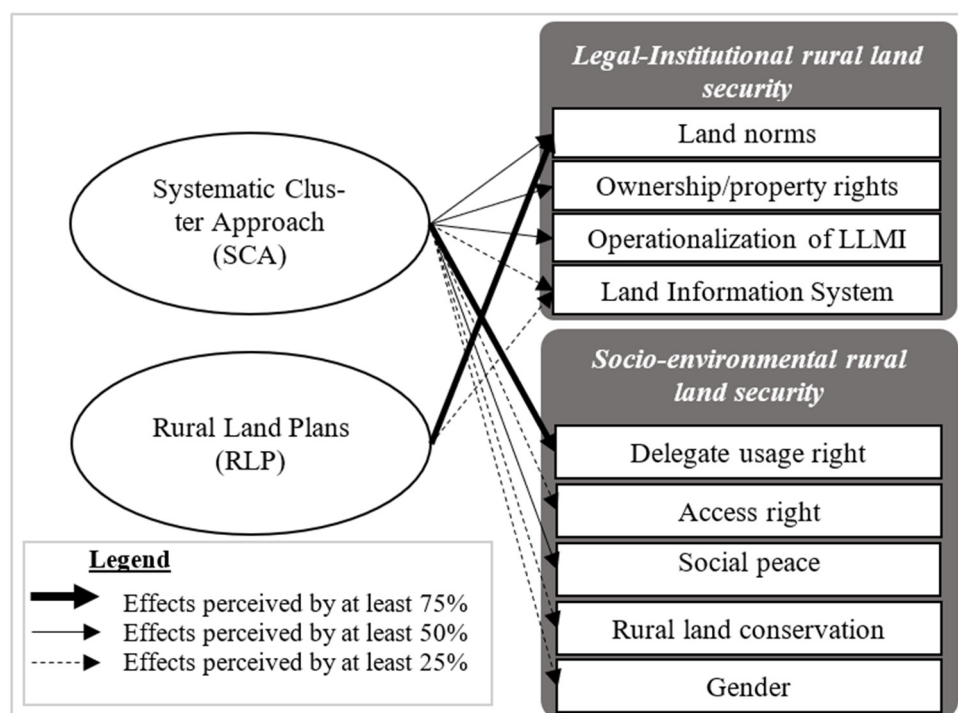 Legal-Institutional rural land
security
Land norms
Ownership/property rights
Operationalization of LLMI
Land Information System
Systematic Clus-
ter Approach
(SCA)
Rural Land Plans
(RLP)
Socio-environmental rural
land security
Delegate usage right
Access right
Social peace
Rural land conservation
Gender
Legend
Effects perceived by at least 75%
Effects perceived by at least 50%
Effects perceived by at least 25%